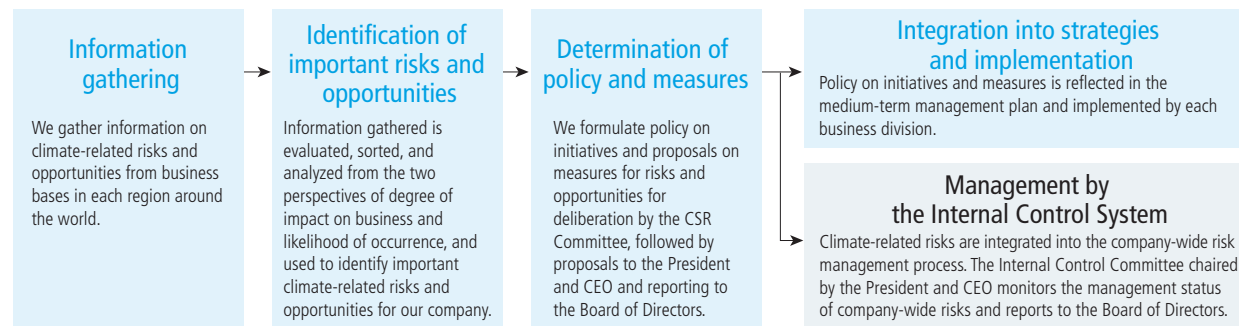 Information
gathering
We gather information on
climate-related risks and
opportunities from business
bases in each region around
the world.
Identification of
important risks and
opportunities
Information gathered is
evaluated, sorted, and
analyzed from the two
perspectives of degree of
impact on business and
likelihood of occurrence, and
used to identify important
climate-related risks and
opportunities for our company.
Determination of
policy and measures
We formulate policy on
initiatives and proposals on
measures for risks and
opportunities for
deliberation by the CSR
Committee, followed by
proposals to the President
and CEO and reporting to
the Board of Directors.
Integration into strategies
and implementation
Policy on initiatives and measures is reflected in the
medium-term management plan and implemented by each
business division.
Management by
the Internal Control System
Climate-related risks are integrated into the company-wide risk
management process. The Internal Control Committee chaired
by the President and CEO monitors the management status
of company-wide risks and reports to the Board of Directors.